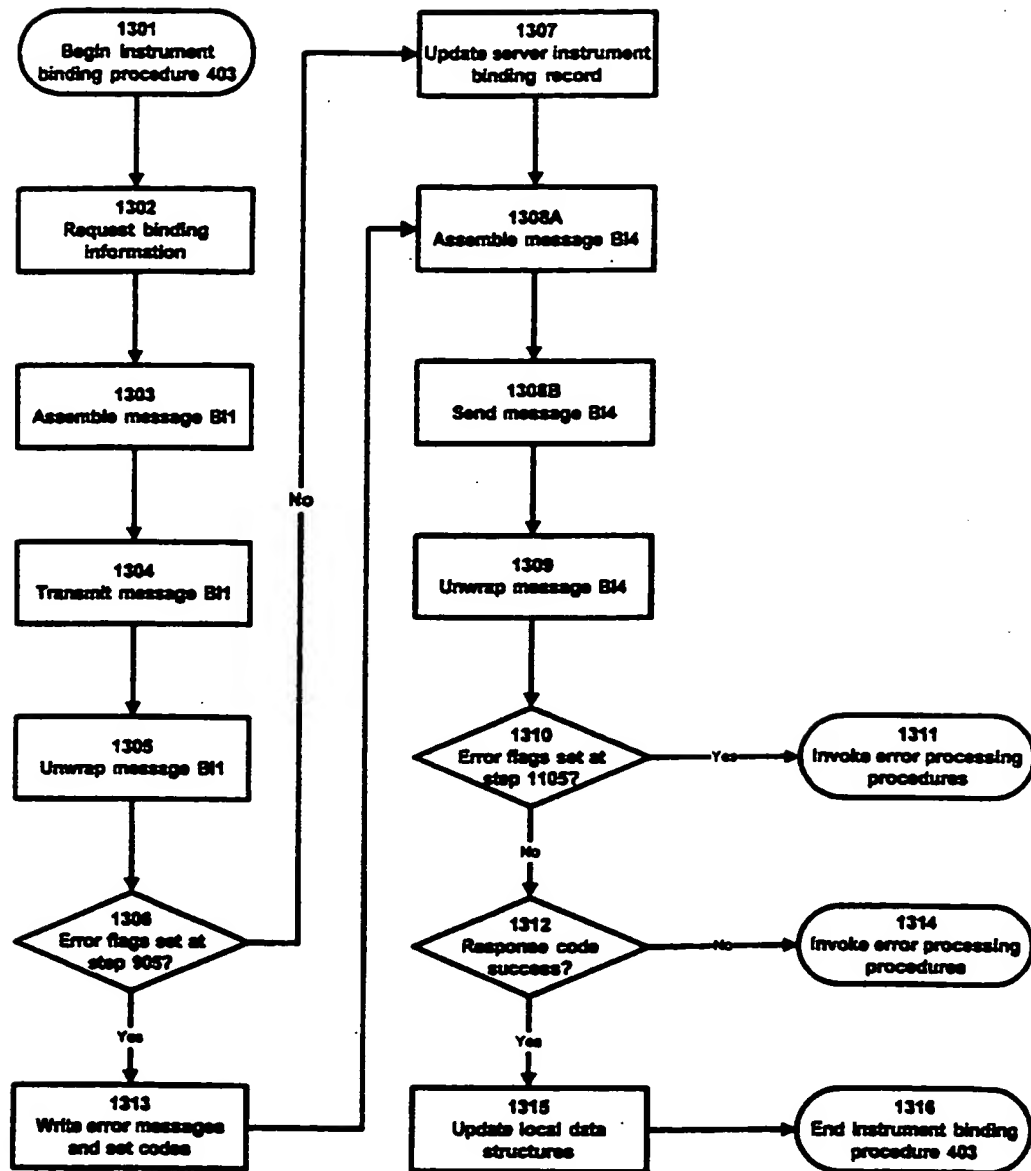 1301
Begin instrument
binding procedure 403
1302
Request binding
information
1303
Assemble message BI1
1304
Transmit message BI1
1305
Unwrap message BI1
1306
Error flags set at
step 905?
Yes
No
1313
Write error messages
and set codes
1307
Update server instrument
binding record
1308A
Assemble message BI4
1308B
Send message BI4
1309
Unwrap message BI4
1310
Error flags set at
step 1105?
Yes
1311
Invoke error processing
procedures
No
1312
Response code
success?
No
1314
Invoke error processing
procedures
Yes
1315
Update local data
structures
1316
End instrument binding
procedure 403